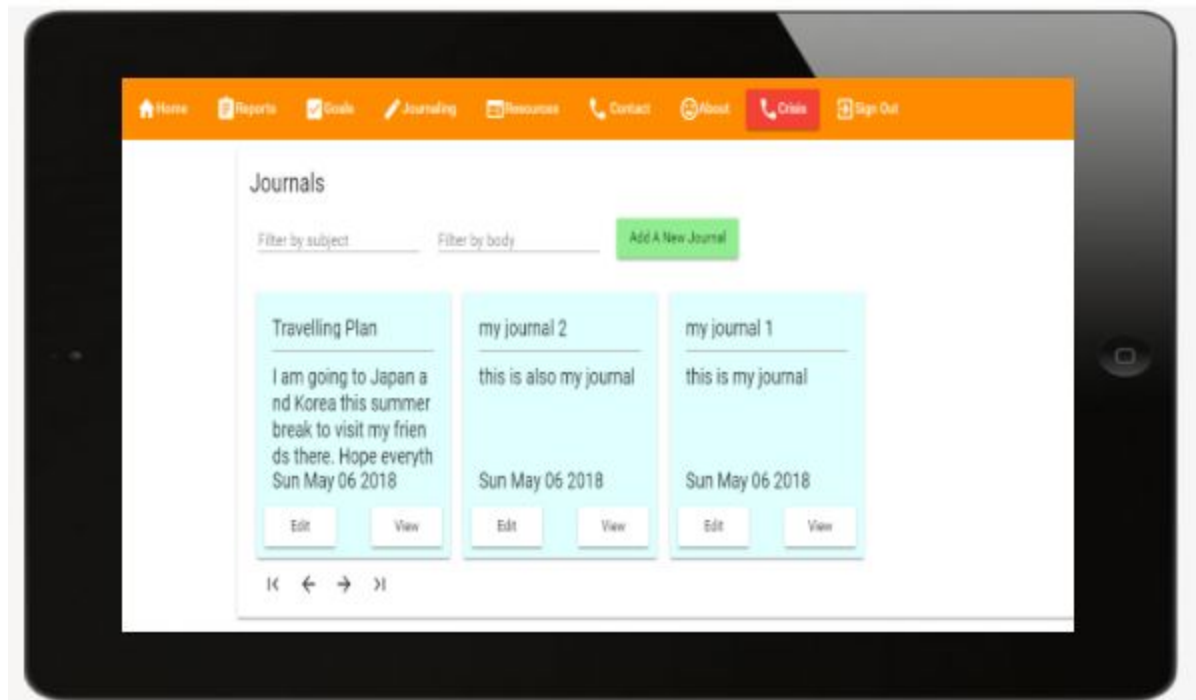 Home Reports Goals Journaling Resources Contact About Crisis Sign Out
Journals
Filter by subject Filter by body Add A New Journal
Travelling Plan
I am going to Japan a
nd Korea this summer
break to visit my frien
ds there. Hope everyth
Sun May 06 2018
Edit View
my journal 2
this is also my journal
Sun May 06 2018
Edit View
my journal 1
this is my journal
Sun May 06 2018
Edit View